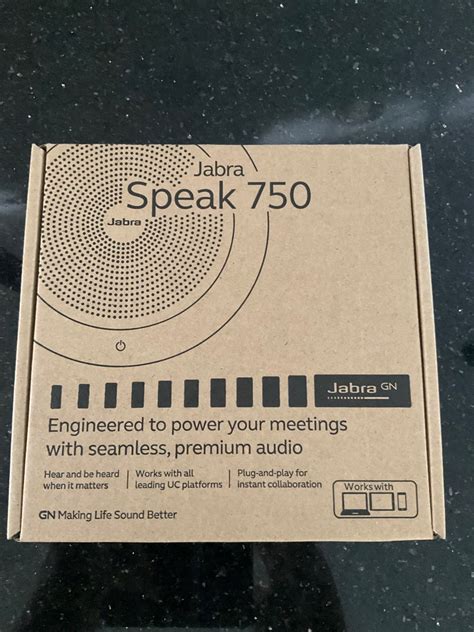 Jabra
Speak 750
Jabra
Jabra GN
Engineered to power your meetings
with seamless, premium audio
Hear and be heard
when it matters
Works with all
leading UC platforms
Plug-and-play for
instant collaboration
Works with
GN Making Life Sound Better